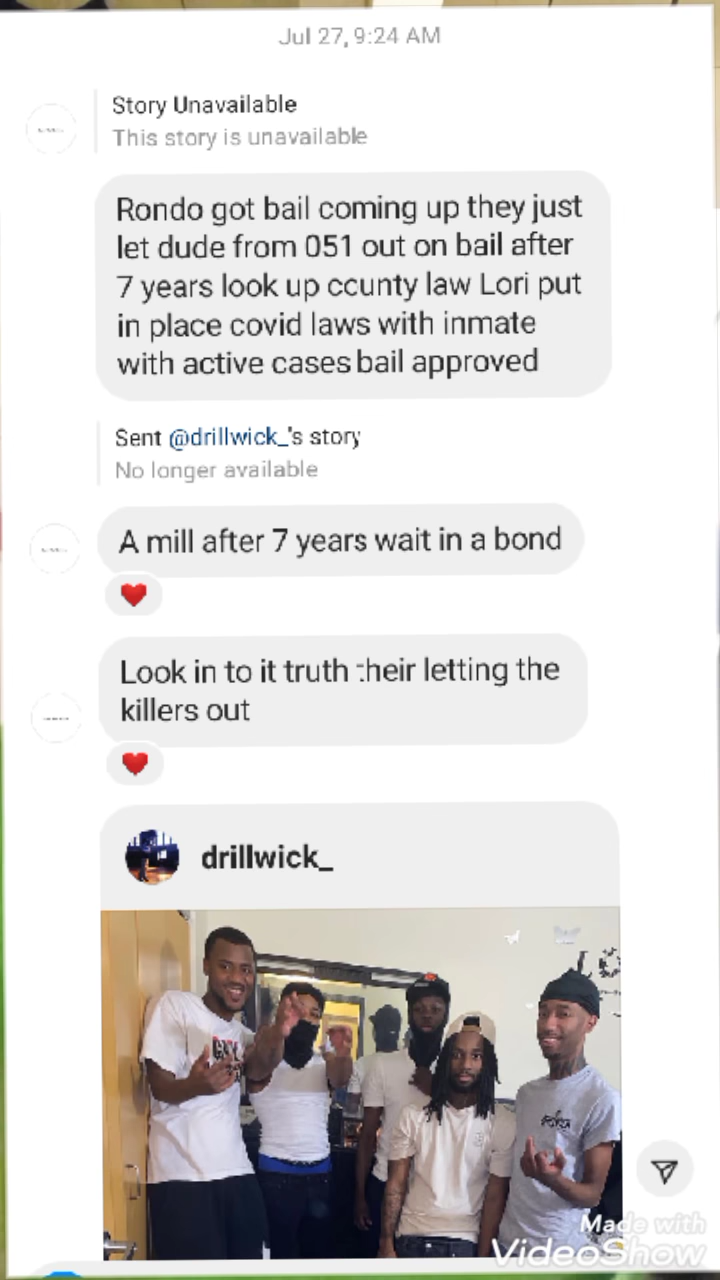 Jul 27, 9:24 AM
Story Unavailable
This story is unavailable
Rondo got bail coming up they just
let dude from 051 out on bail after
7 years look up county law Lori put
in place covid laws with inmate
with active cases bail approved
Sent @drillwick_'s story
No longer available
A mill after 7 years wait in a bond
Look in to it truth their letting the
killers out
drillwick_
Made with
VideoShow